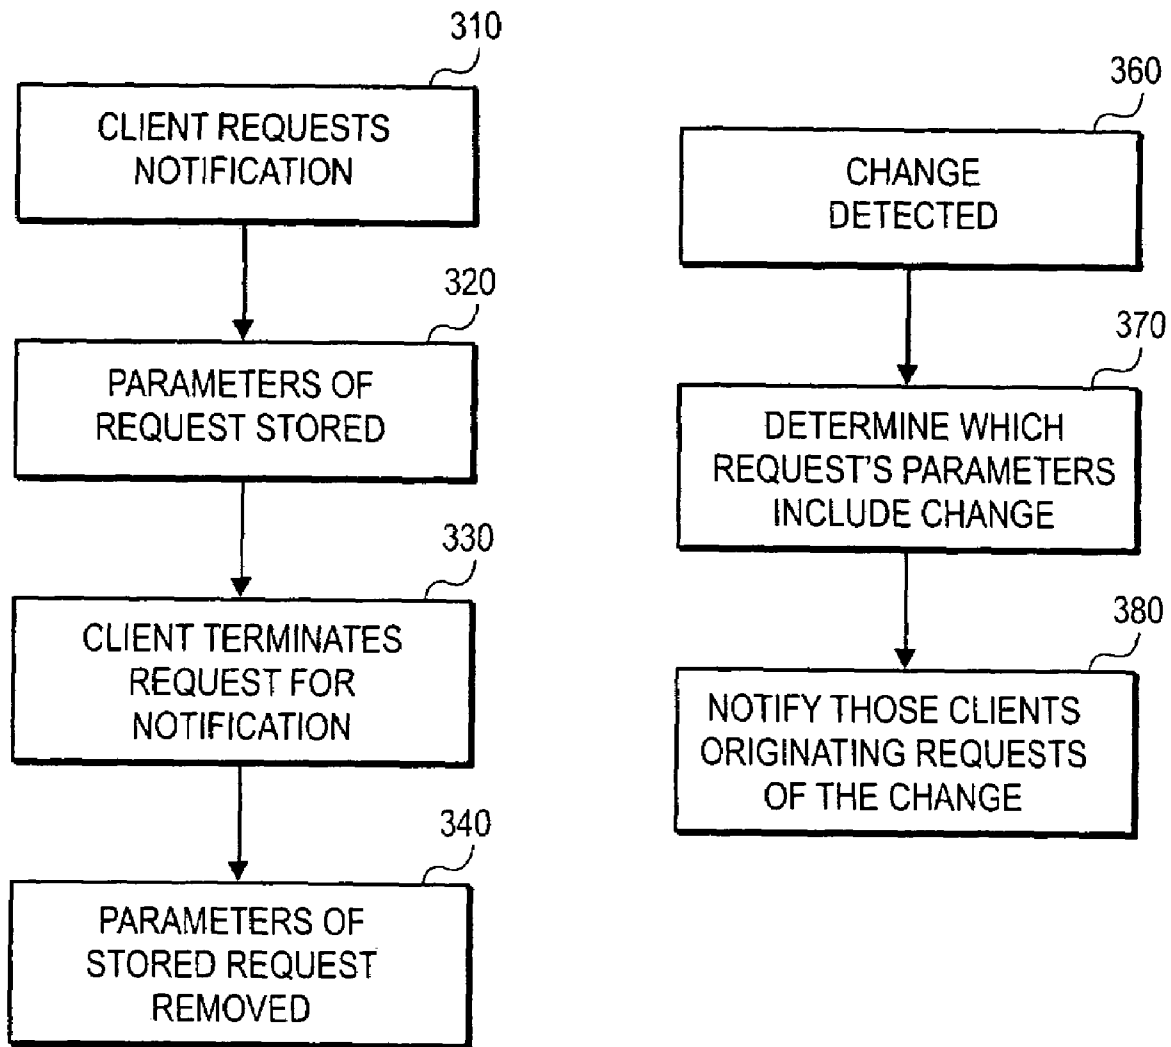 310
CLIENT REQUESTS
NOTIFICATION
320
PARAMETERS OF
REQUEST STORED
330
CLIENT TERMINATES
REQUEST FOR
NOTIFICATION
340
PARAMETERS OF
STORED REQUEST
REMOVED
360
CHANGE
DETECTED
370
DETERMINE WHICH
REQUEST'S PARAMETERS
INCLUDE CHANGE
380
NOTIFY THOSE CLIENTS
ORIGINATING REQUESTS
OF THE CHANGE